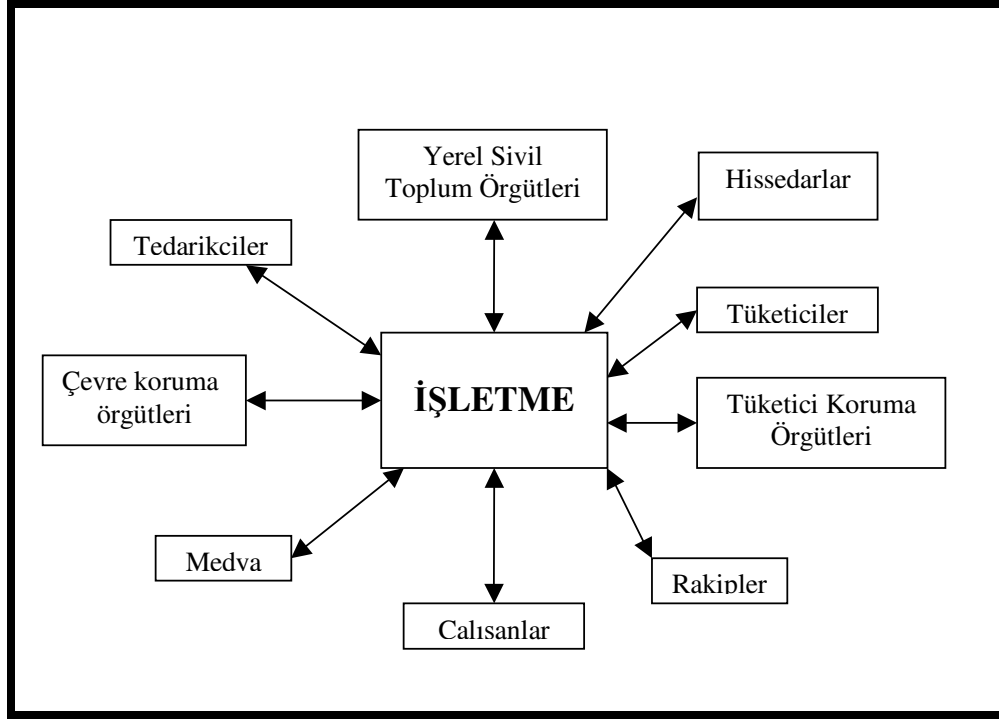 Yerel Sivil
Toplum Örgütleri
Hissedarlar
Tedarikciler
Tüketiciler
Çevre koruma
örgütleri
İŞLETME
Tüketici Koruma
Örgütleri
Medya
Rakipler
Calısanlar